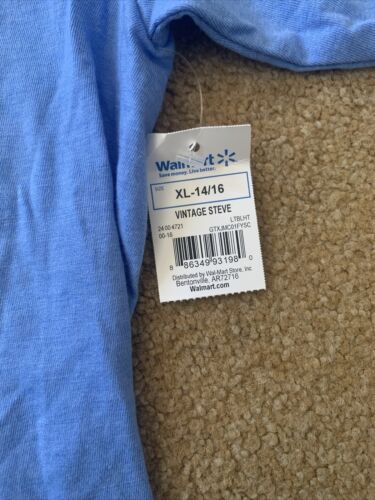 Walmart
Save money. Live better.
SIZE
XL-14/16
VINTAGE STEVE
24 00 4721
LTBLHT
00-16
GTXJMC01FYSC
8 86349 93198 0
Distributed by Wal-Mart Store, Inc
Bentonville, AR72716
Walmart.com